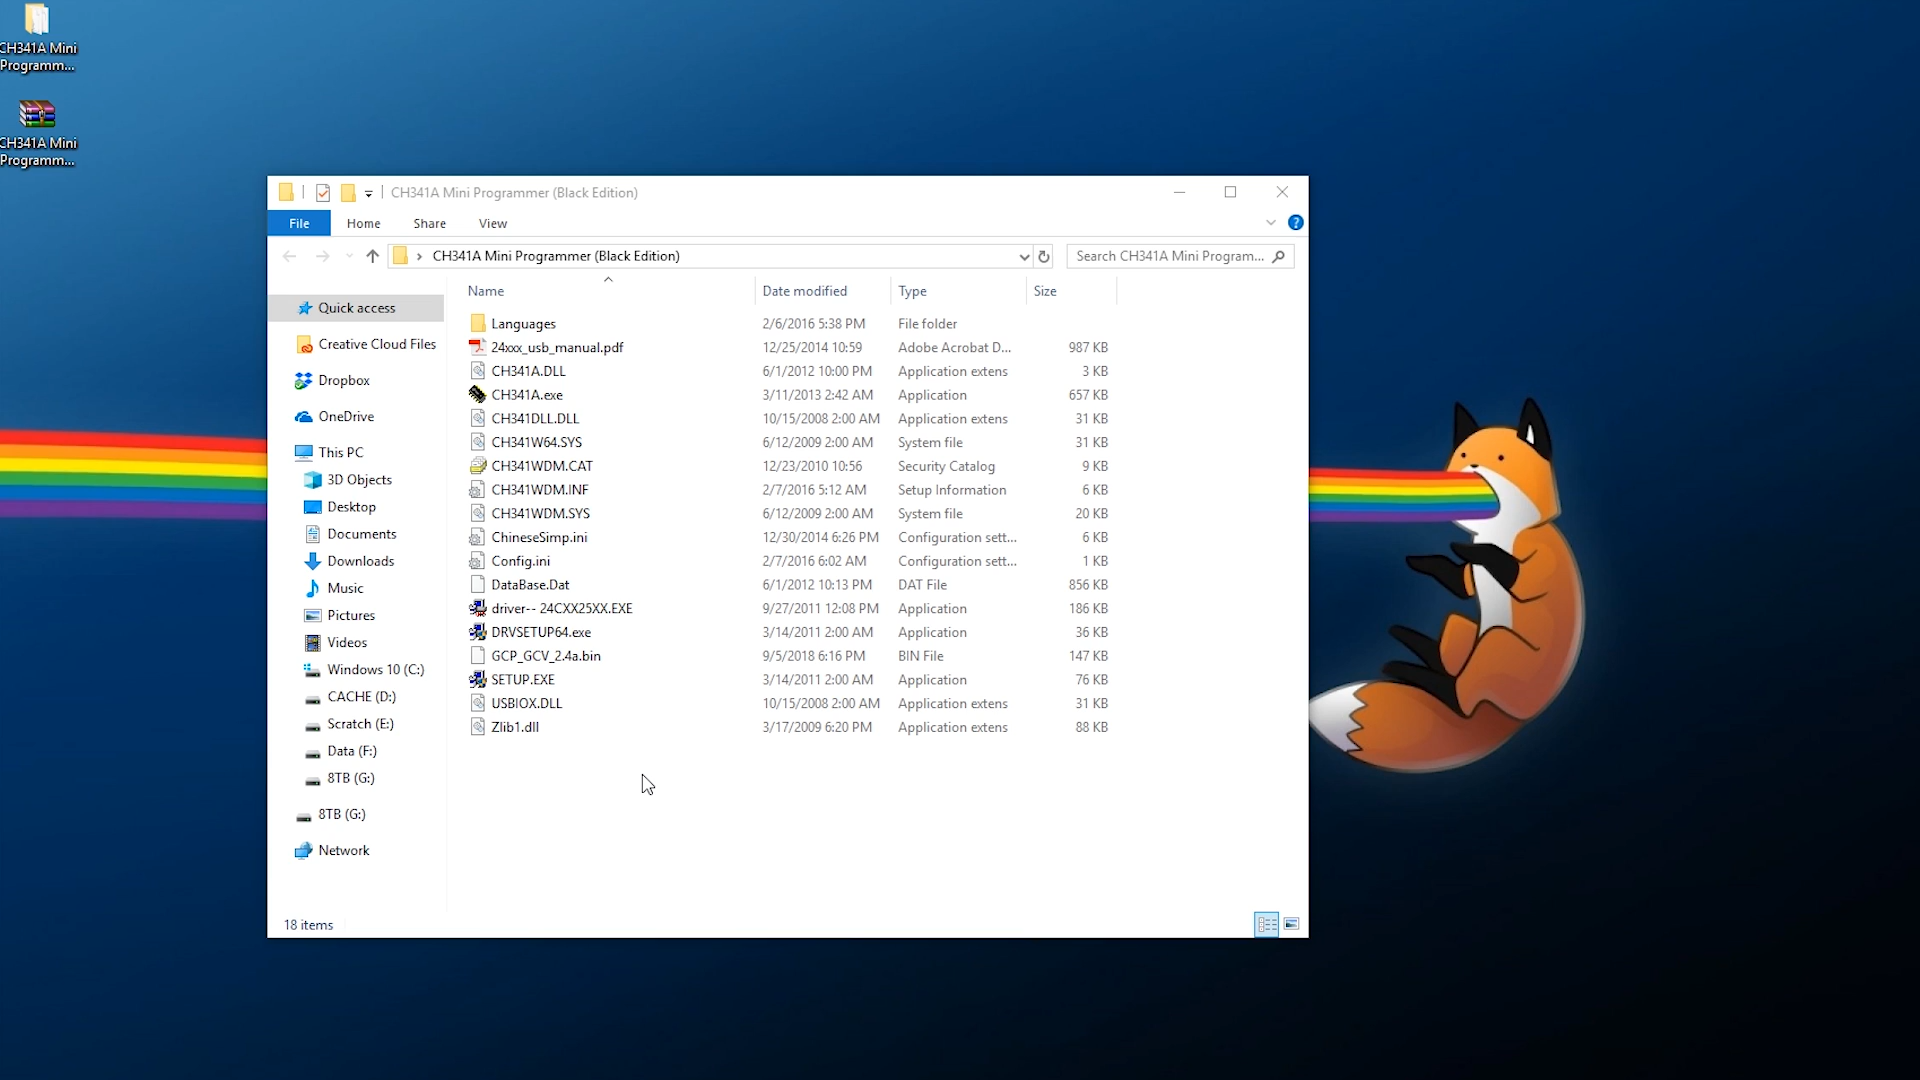 CH341A Mini
Programm...
CH341A Mini
Programm...
CH341A Mini Programmer (Black Edition)
File Home Share View
?
CH341A Mini Programmer (Black Edition)
Search CH341A Mini Program...
Name Date modified Type Size
Quick access
Creative Cloud Files
Dropbox
OneDrive
This PC
3D Objects
Desktop
Documents
Downloads
Music
Pictures
Videos
Windows 10 (C:)
CACHE (D:)
Scratch (E:)
Data (F:)
8TB (G:)
8TB (G:)
Network
Languages 2/6/2016 5:38 PM File folder
24xxx_usb_manual.pdf 12/25/2014 10:59 Adobe Acrobat D... 987 KB
CH341A.DLL 6/1/2012 10:00 PM Application extens 3 KB
CH341A.exe 3/11/2013 2:42 AM Application 657 KB
CH341DLL.DLL 10/15/2008 2:00 AM Application extens 31 KB
CH341W64.SYS 6/12/2009 2:00 AM System file 31 KB
CH341WDM.CAT 12/23/2010 10:56 Security Catalog 9 KB
CH341WDM.INF 2/7/2016 5:12 AM Setup Information 6 KB
CH341WDM.SYS 6/12/2009 2:00 AM System file 20 KB
ChineseSimp.ini 12/30/2014 6:26 PM Configuration sett... 6 KB
Config.ini 2/7/2016 6:02 AM Configuration sett... 1 KB
DataBase.Dat 6/1/2012 10:13 PM DAT File 856 KB
driver-- 24CXX25XX.EXE 9/27/2011 12:08 PM Application 186 KB
DRVSETUP64.exe 3/14/2011 2:00 AM Application 36 KB
GCP_GCV_2.4a.bin 9/5/2018 6:16 PM BIN File 147 KB
SETUP.EXE 3/14/2011 2:00 AM Application 76 KB
USBIOX.DLL 10/15/2008 2:00 AM Application extens 31 KB
Zlib1.dll 3/17/2009 6:20 PM Application extens 88 KB
18 items